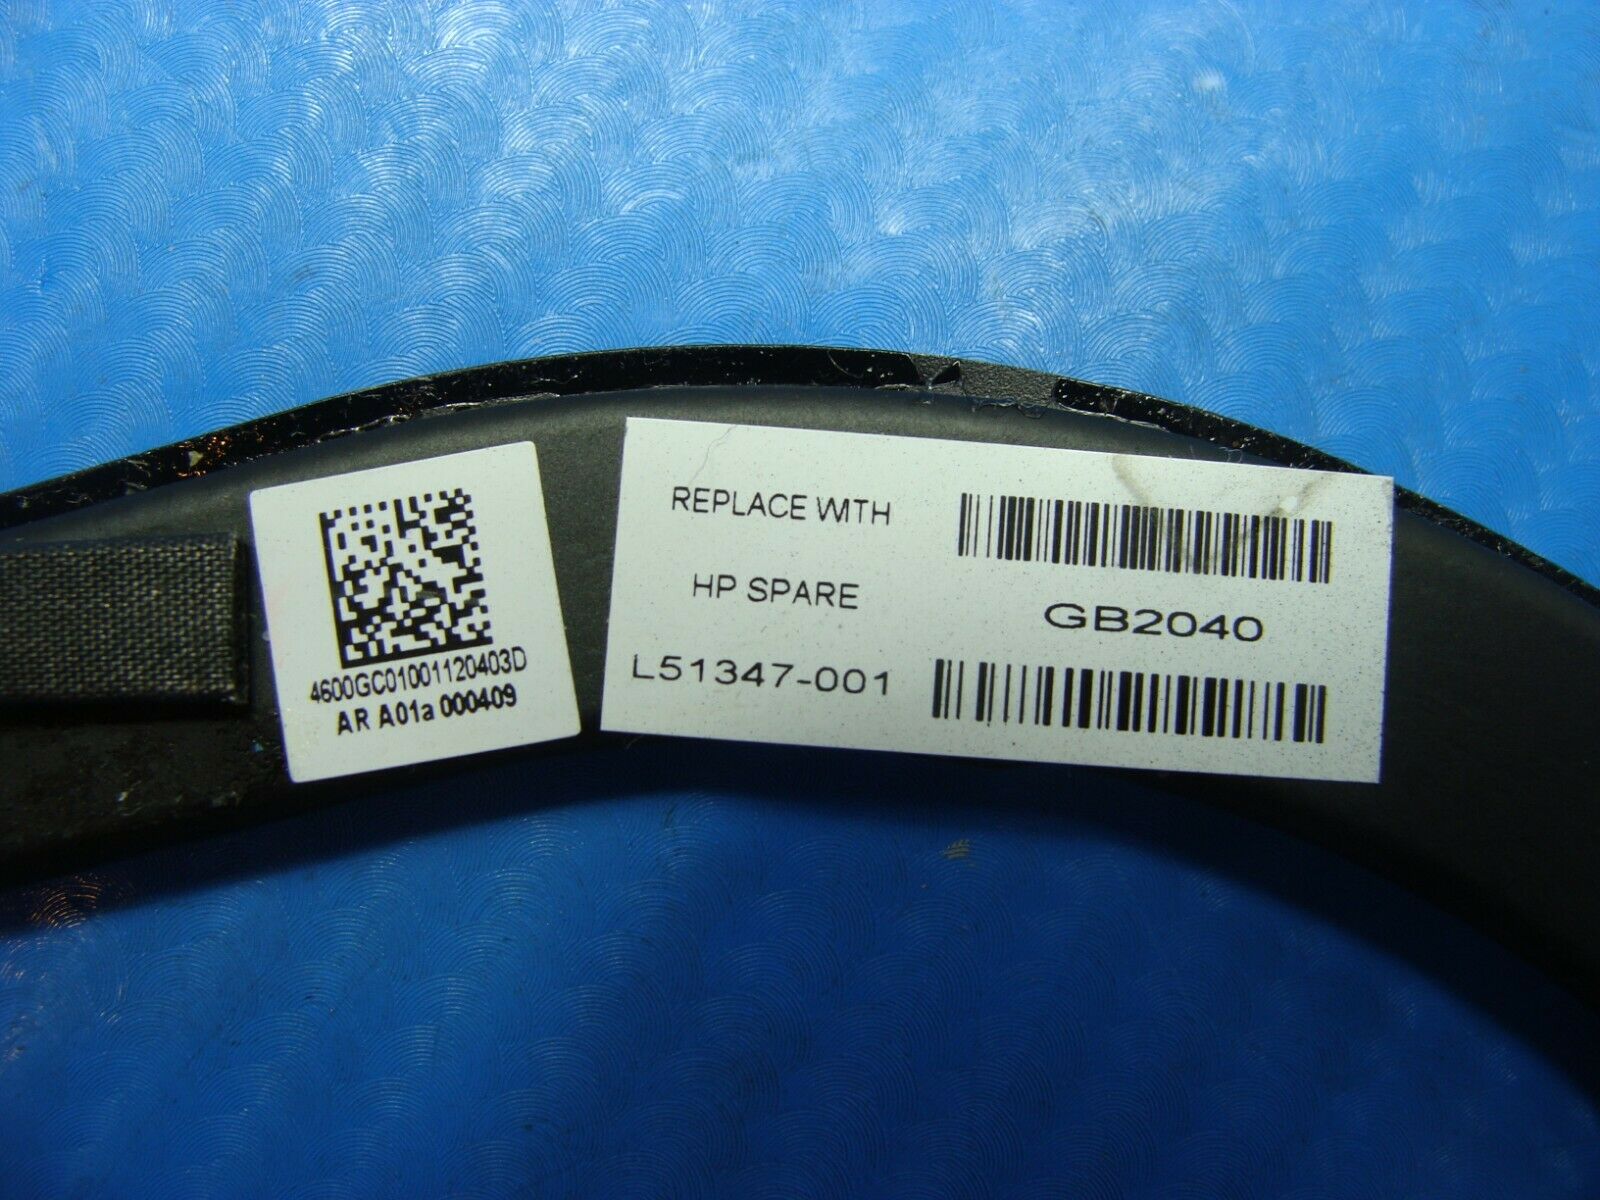 4600GC01001120403D
AR A01a 000409
REPLACE WITH
HP SPARE
L51347-001
GB2040